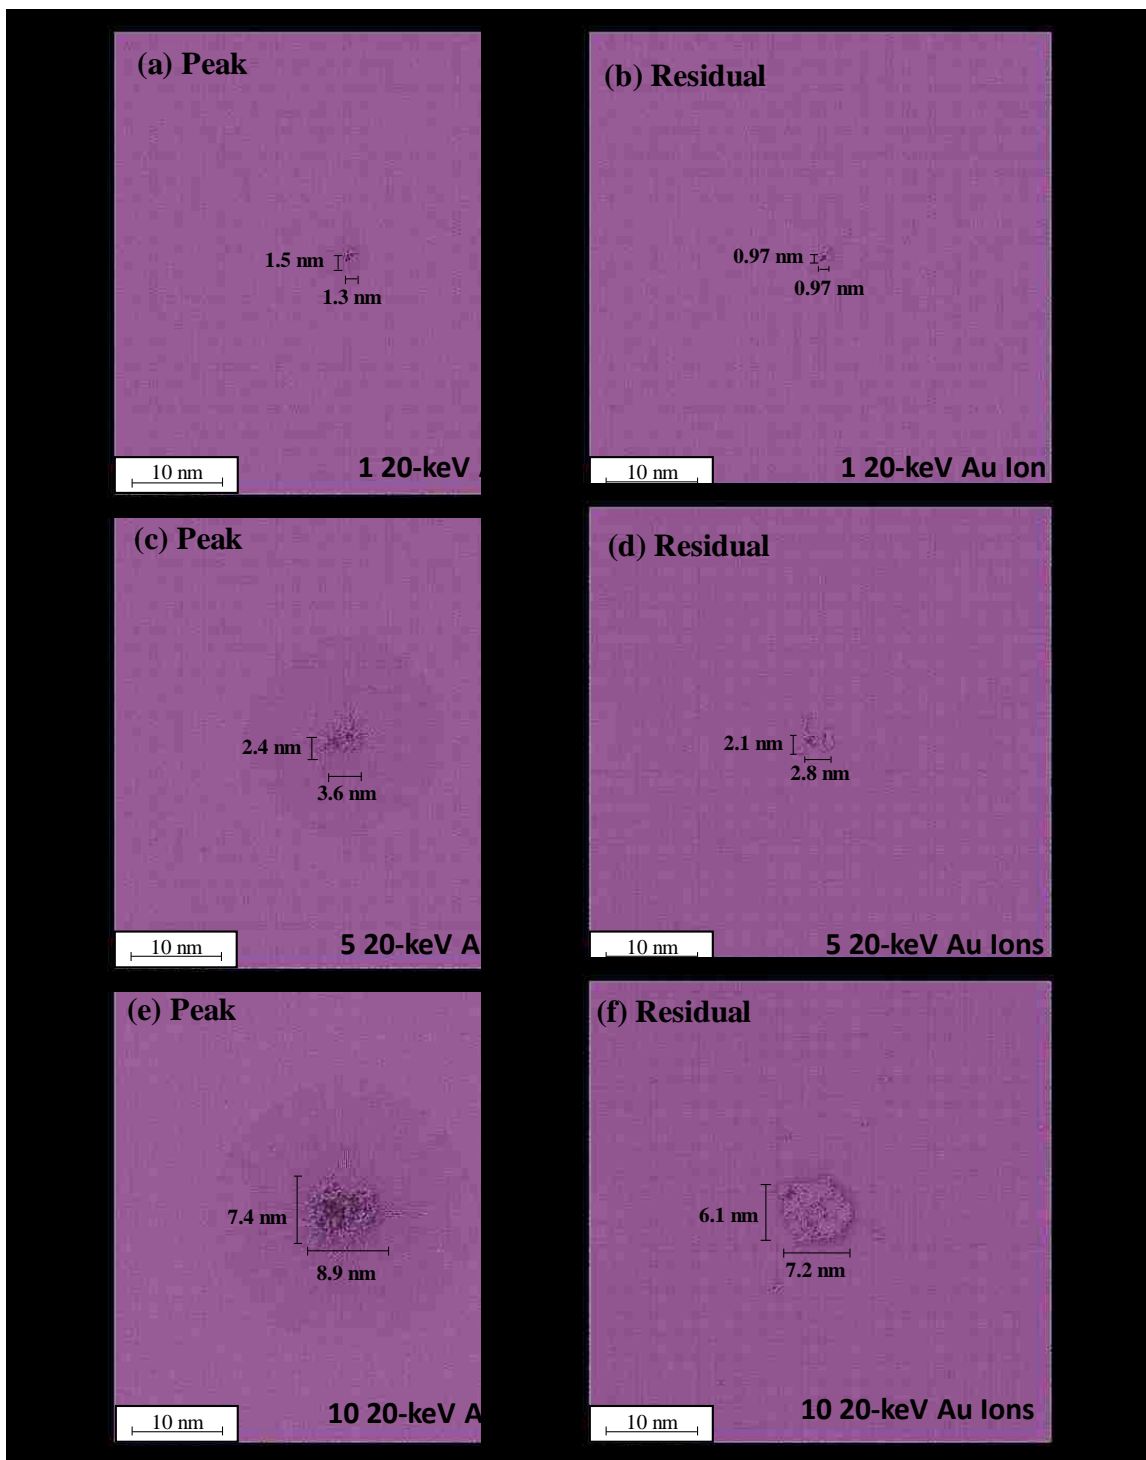 (a) Peak
1.5 nm
1.3 nm
10 nm
1 20-keV
(b) Residual
0.97 nm
0.97 nm
10 nm
1 20-keV Au Ion
(c) Peak
2.4 nm
3.6 nm
10 nm
5 20-keV A
(d) Residual
2.1 nm
2.8 nm
10 nm
5 20-keV Au Ions
(e) Peak
7.4 nm
8.9 nm
10 nm
10 20-keV A
(f) Residual
6.1 nm
7.2 nm
10 nm
10 20-keV Au Ions